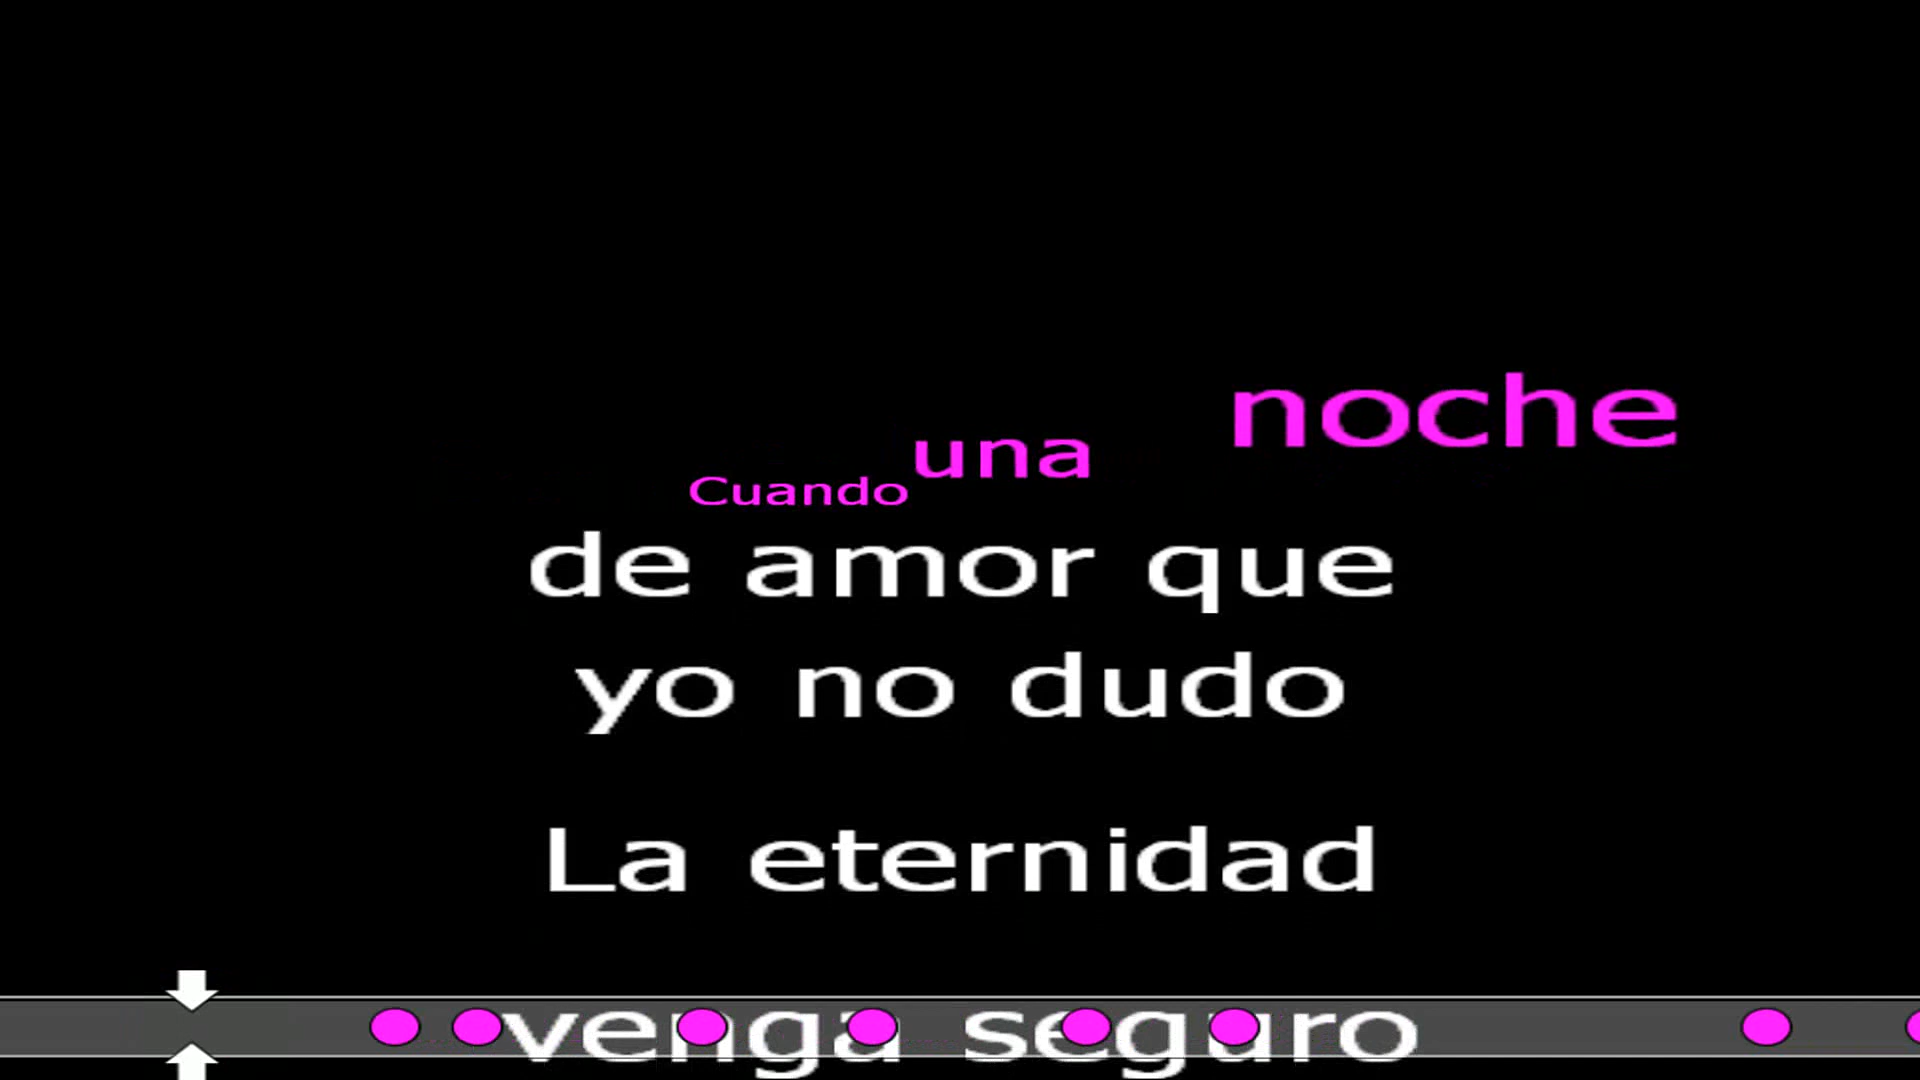 Cuando una noche
de amor que
yo no dudo
La eternidad
venga seguro